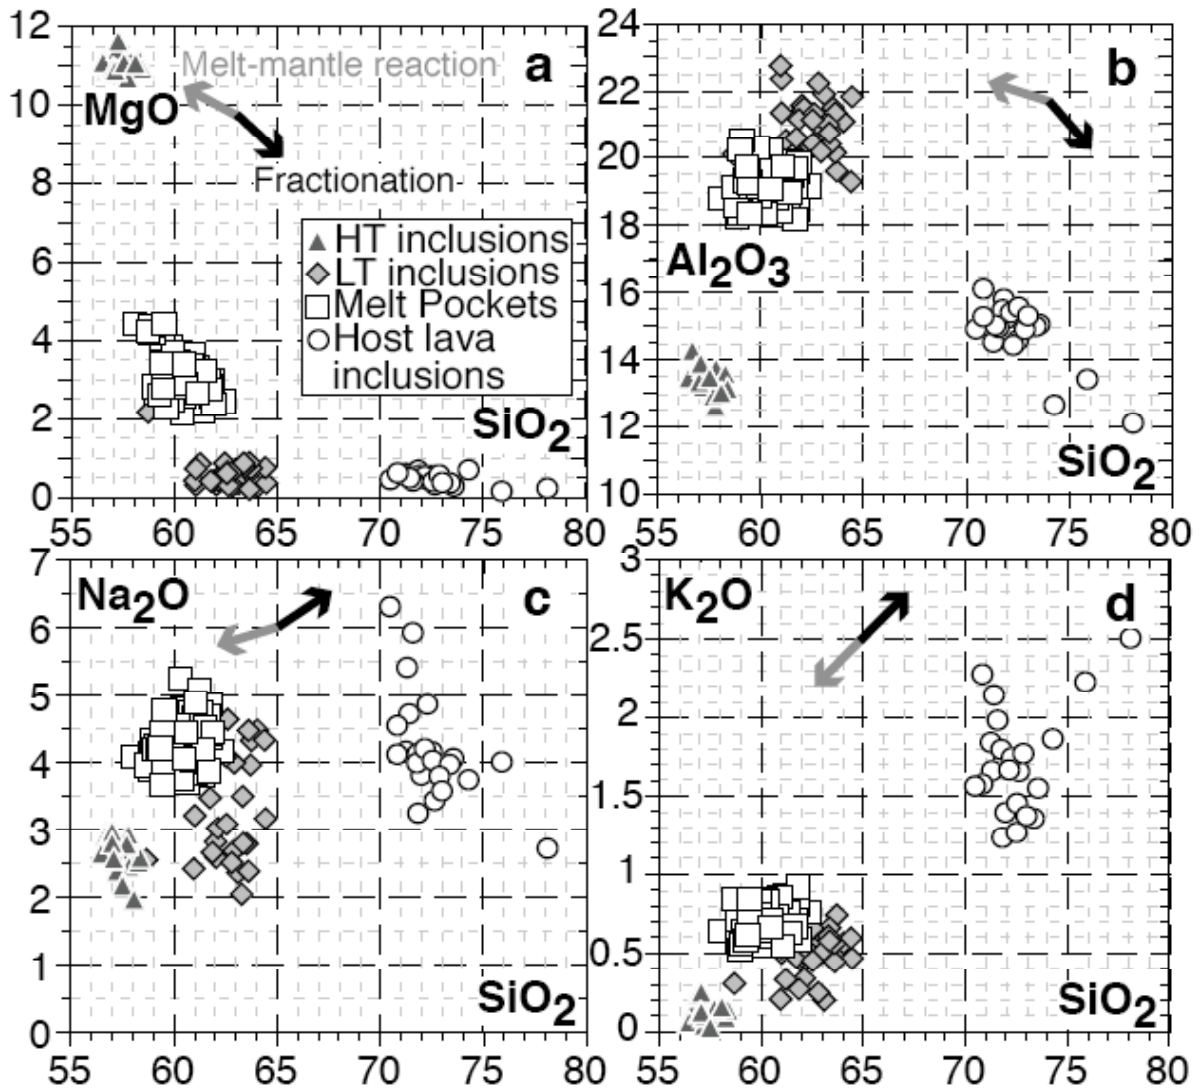 12
10
8
6
4
2
0
55
60
65
70
75
80
MgO
Melt-mantle reaction
a
Fractionation
HT inclusions
LT inclusions
Melt Pockets
Host lava
inclusions
SiO2
24
22
20
18
16
14
12
10
55
60
65
70
75
80
b
Al2O3
SiO2
7
6
5
4
3
2
1
0
55
60
65
70
75
80
Na2O
c
SiO2
3
2.5
2
1.5
1
0.5
0
55
60
65
70
75
80
K2O
d
SiO2